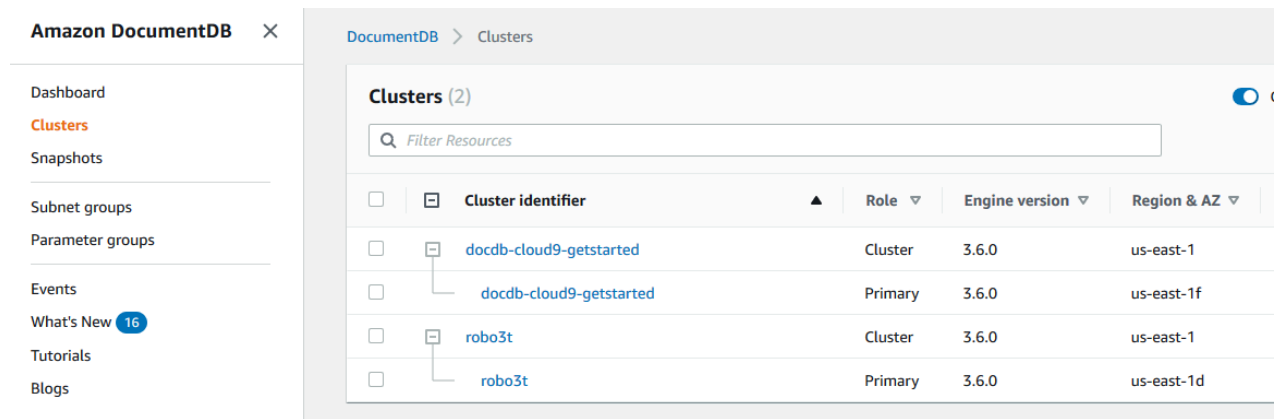 Amazon DocumentDB
Dashboard
Clusters
Snapshots
Subnet groups
Parameter groups
Events
What's New 16
Tutorials
Blogs
DocumentDB > Clusters
Clusters (2)
Filter Resources
Cluster identifier Role Engine version Region & AZ
docdb-cloud9-getstarted Cluster 3.6.0 us-east-1
docdb-cloud9-getstarted Primary 3.6.0 us-east-1f
robo3t Cluster 3.6.0 us-east-1
robo3t Primary 3.6.0 us-east-1d